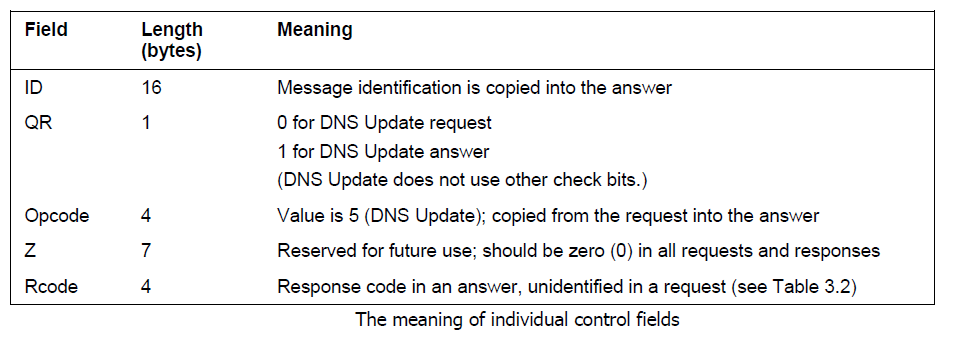 Field Length (bytes) Meaning
ID 16 Message identification is copied into the answer
QR 1 0 for DNS Update request
1 for DNS Update answer
(DNS Update does not use other check bits.)
Opcode 4 Value is 5 (DNS Update); copied from the request into the answer
Z 7 Reserved for future use; should be zero (0) in all requests and responses
Rcode 4 Response code in an answer, unidentified in a request (see Table 3.2)
The meaning of individual control fields